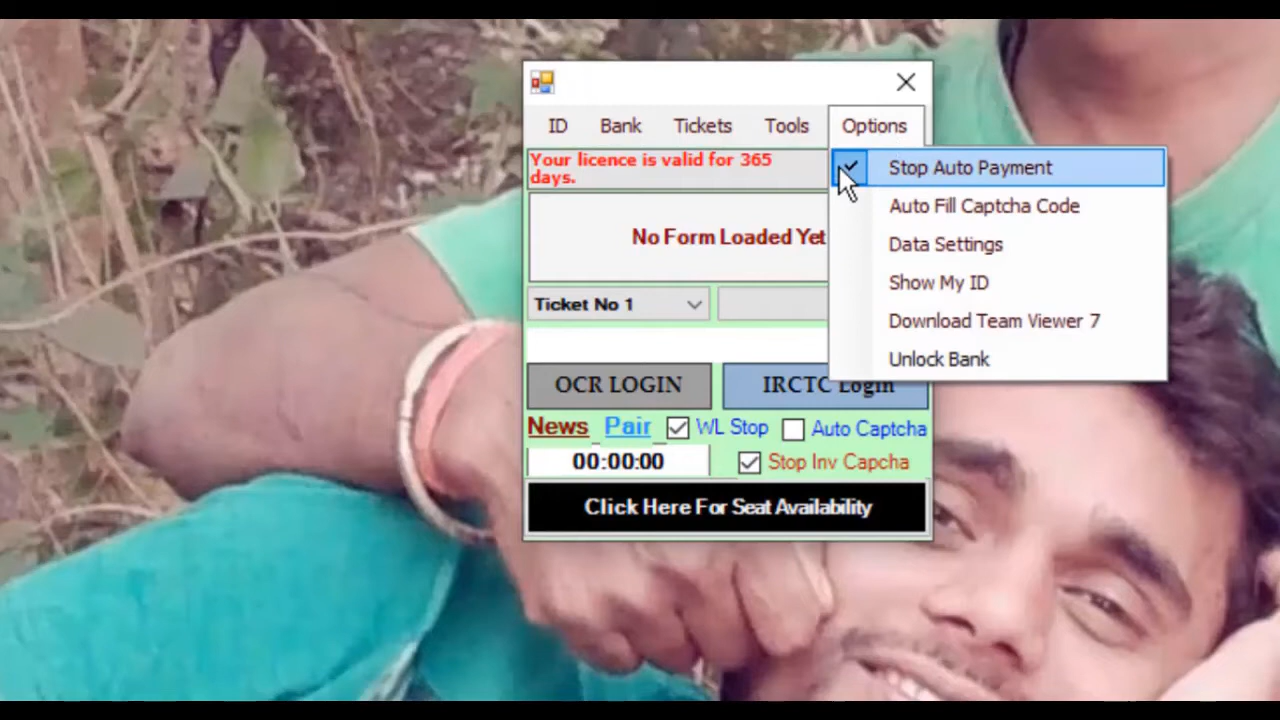 ID Bank Tickets Tools Options
Your licence is valid for 365
days.
Stop Auto Payment
Auto Fill Captcha Code
No Form Loaded Yet
Data Settings
Show My ID
Ticket No 1
Download Team Viewer 7
Unlock Bank
OCR LOGIN IRCTC Login
News Pair WL Stop Auto Captcha
00:00:00 Stop Inv Capcha
Click Here For Seat Availability